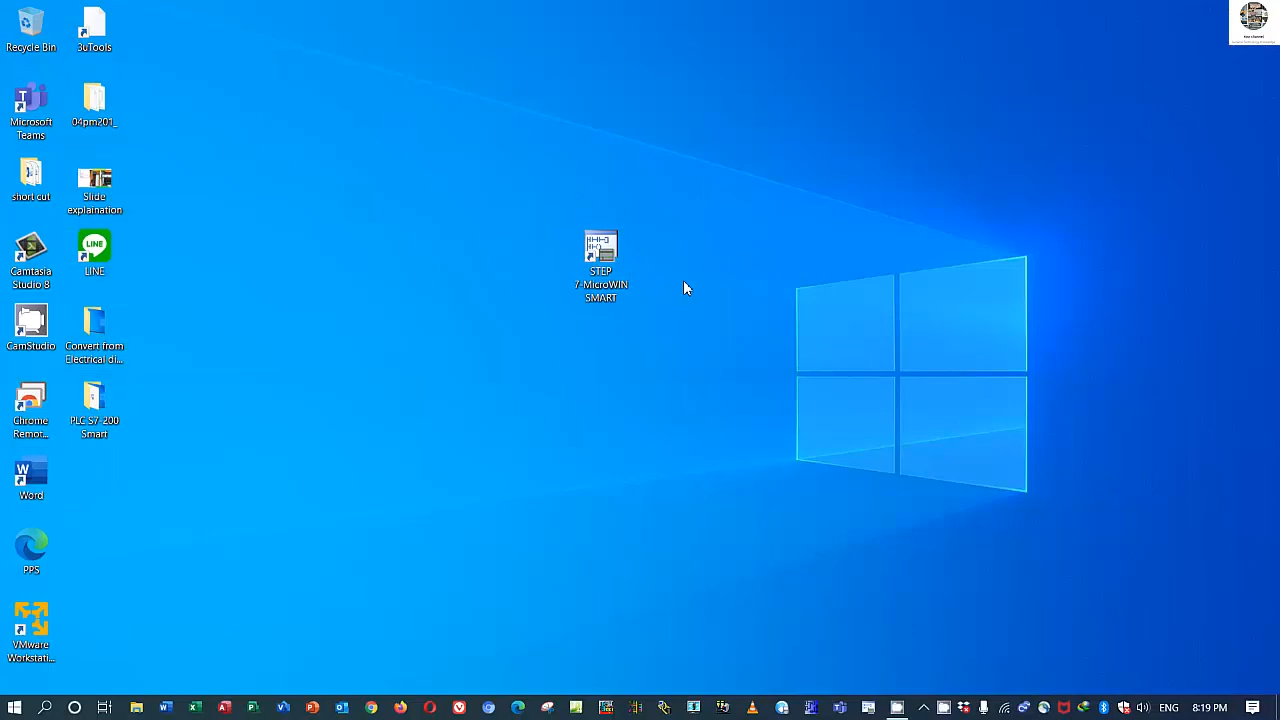 Recycle Bin
3uTools
Microsoft
Teams
04pm201_
short cut
Slide
explaination
Camtasia
Studio 8
LINE
CamStudio
Convert from
Electrical di...
Chrome
Remot...
PLC S7-200
Smart
Word
PPS
VMware
Workstati...
STEP
7-MicroWIN
SMART
ENG
8:19 PM